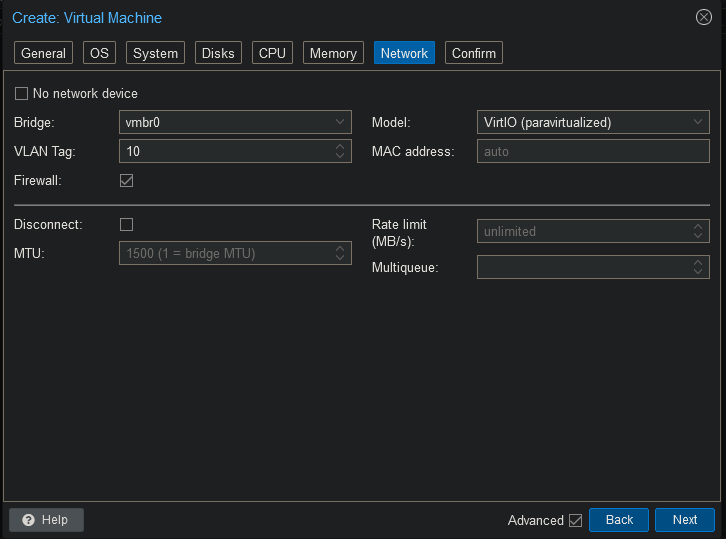 Create: Virtual Machine
General OS System Disks CPU Memory Network Confirm
No network device
Bridge: vmbr0 Model: VirtIO (paravirtualized)
VLAN Tag: 10 MAC address: auto
Firewall:
Disconnect: Rate limit (MB/s): unlimited
MTU: 1500 (1 = bridge MTU)
Multiqueue:
Help Advanced Back Next